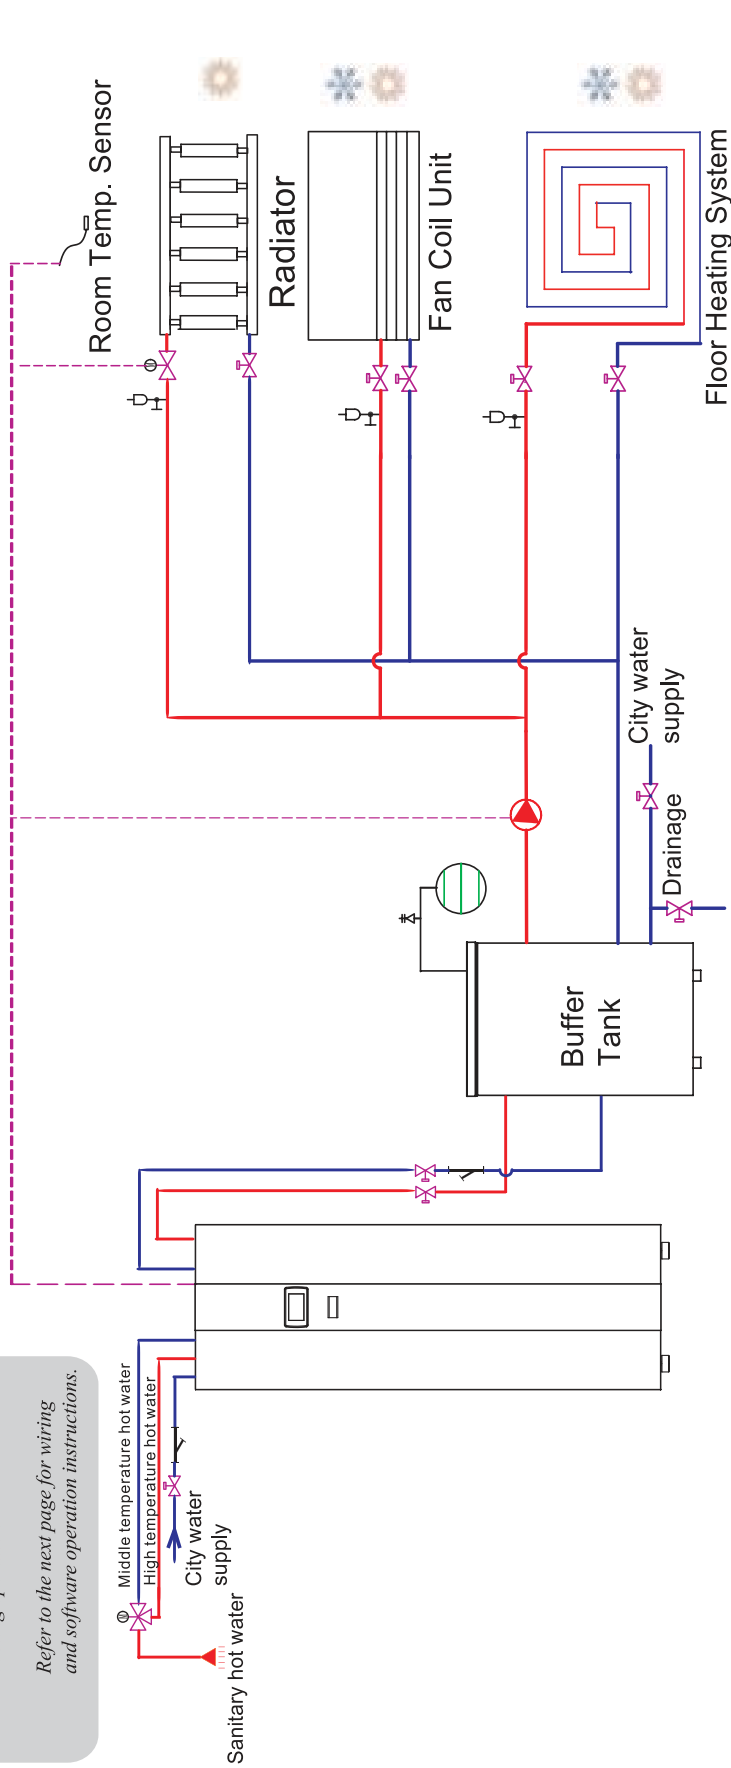 Refer to the next page for wiring
and software operation instructions.
Middle temperature hot water
High temperature hot water
City water
supply
Sanitary hot water
Buffer
Tank
Drainage
City water
supply
Room Temp. Sensor
Radiator
Fan Coil Unit
Floor Heating System